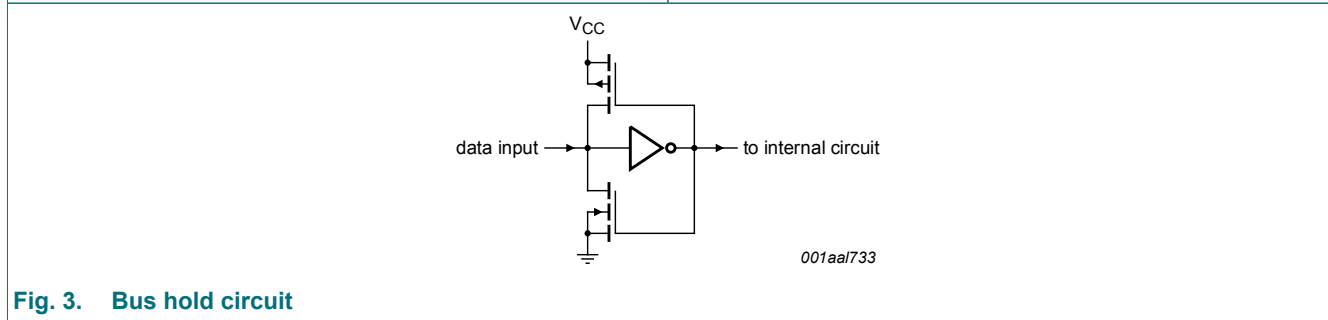 VCC
data input
to internal circuit
001aal733
Fig. 3. Bus hold circuit